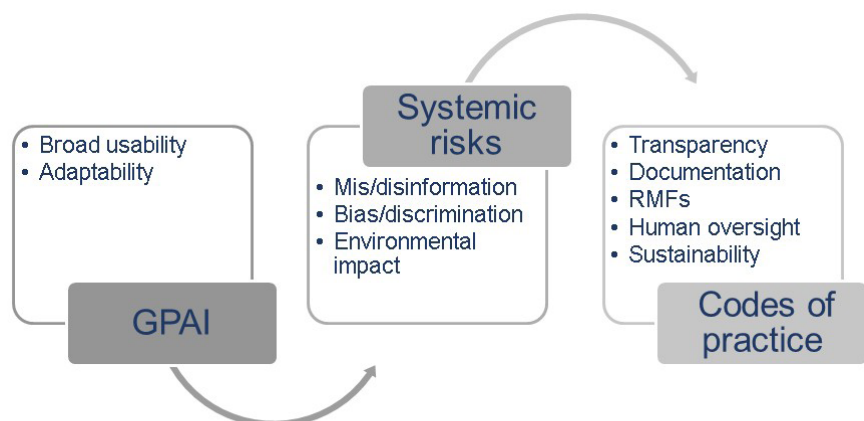 • Broad usability
• Adaptability
GPAI
Systemic
risks
• Mis/disinformation
• Bias/discrimination
• Environmental
impact
• Transparency
• Documentation
• RMFs
• Human oversight
• Sustainability
Codes of
practice